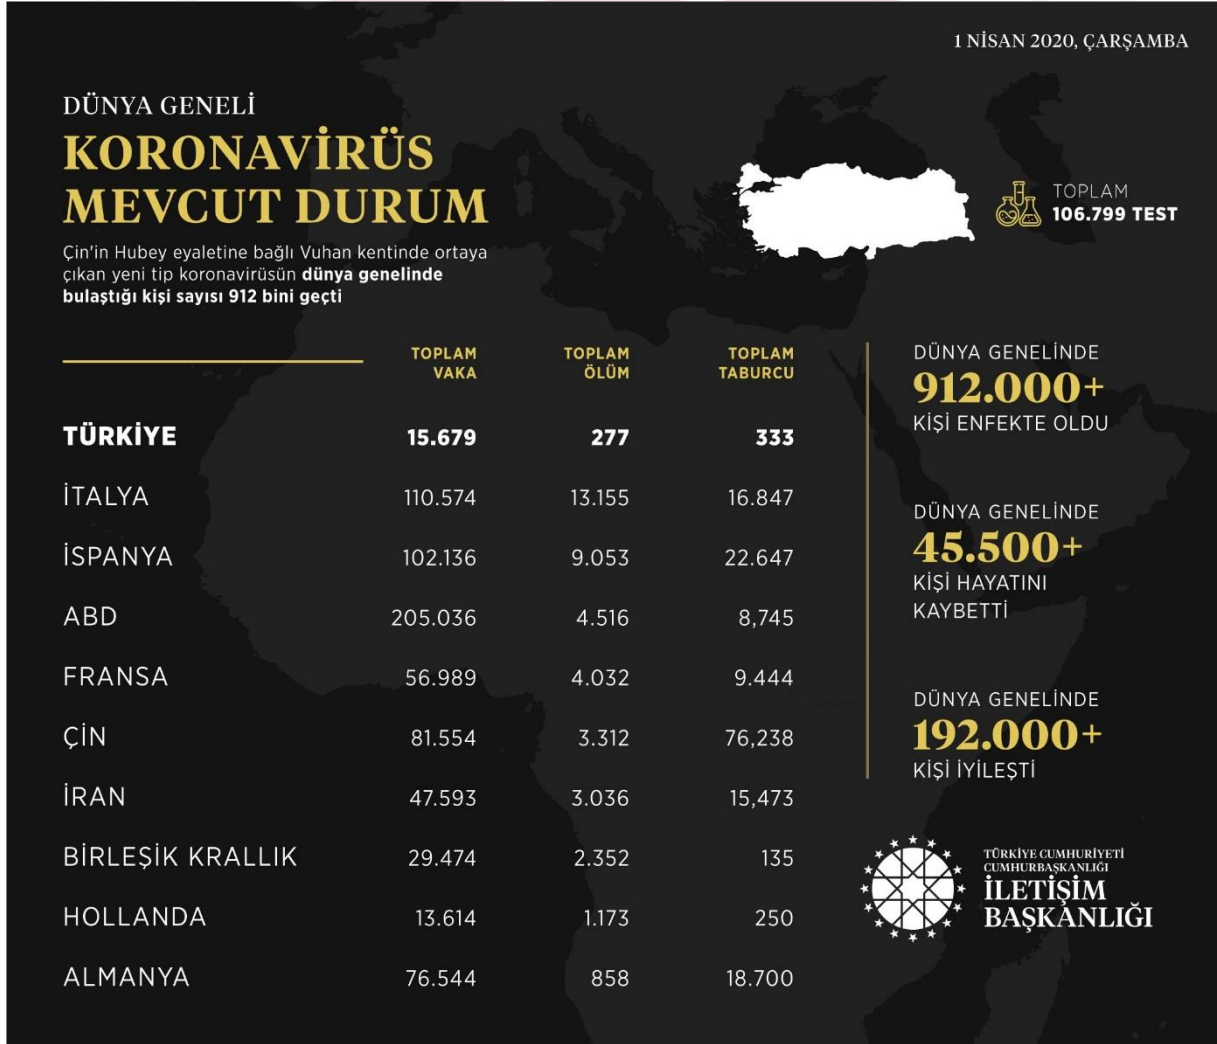 1 NİSAN 2020, ÇARŞAMBA
DÜNYA GENELİ
KORONAVİRÜS
MEVCUT DURUM
Çin'in Hubey eyaletine bağlı Vuhan kentinde ortaya
çıkan yeni tip koronavirüsün dünya genelinde
bulaştığı kişi sayısı 912 bini geçti
TOPLAM
106.799 TEST
TOPLAM VAKA TOPLAM ÖLÜM TOPLAM TABURCU
TÜRKİYE 15.679 277 333
İTALYA 110.574 13.155 16.847
İSPANYA 102.136 9.053 22.647
ABD 205.036 4.516 8,745
FRANSA 56.989 4.032 9.444
ÇİN 81.554 3.312 76,238
İRAN 47.593 3.036 15,473
BİRLEŞİK KRALLIK 29.474 2.352 135
HOLLANDA 13.614 1.173 250
ALMANYA 76.544 858 18.700
DÜNYA GENELİNDE
912.000+
KİŞİ ENFEKTE OLDU
DÜNYA GENELİNDE
45.500+
KİŞİ HAYATINI
KAYBETTİ
DÜNYA GENELİNDE
192.000+
KİŞİ İYİLEŞTİ
TÜRKİYE CUMHURİYETİ
CUMHURBAŞKANLIĞI
İLETİŞİM
BAŞKANLIĞI